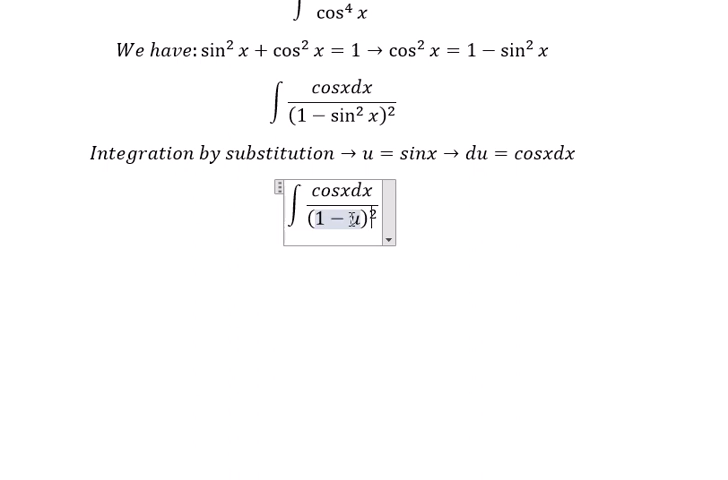 ∫ cos⁴ x
We have: sin² x + cos² x = 1 → cos² x = 1 − sin² x
∫ cosxdx / (1 − sin² x)²
Integration by substitution → u = sinx → du = cosxdx
∫ cosxdx / (1 − u)²